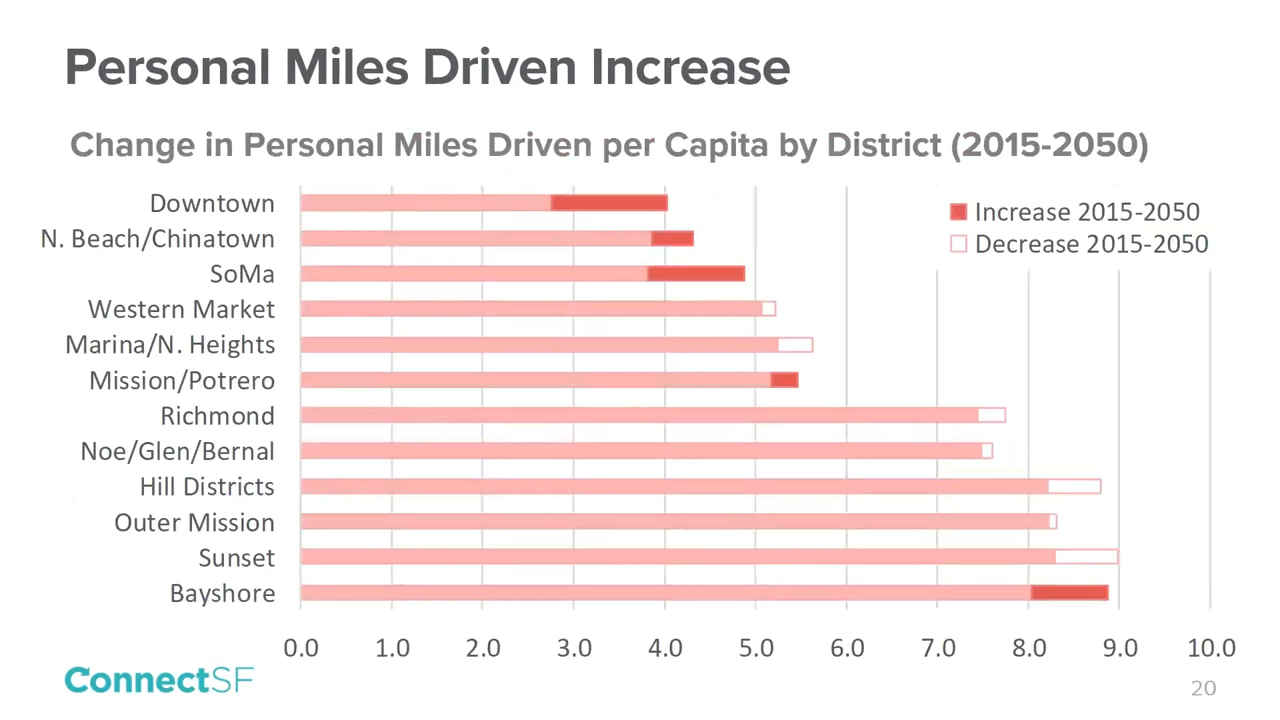 Personal Miles Driven Increase
Change in Personal Miles Driven per Capita by District (2015-2050)
Downtown
N. Beach/Chinatown
SoMa
Western Market
Marina/N. Heights
Mission/Potrero
Richmond
Noe/Glen/Bernal
Hill Districts
Outer Mission
Sunset
Bayshore
Increase 2015-2050
Decrease 2015-2050
0.0 1.0 2.0 3.0 4.0 5.0 6.0 7.0 8.0 9.0 10.0
ConnectSF
20